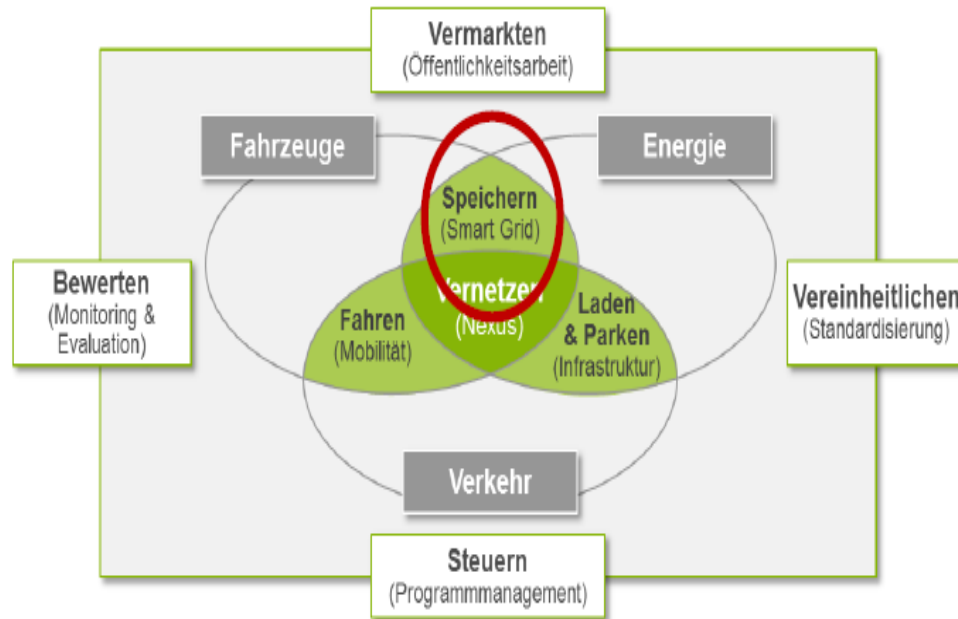 Vermarkten
(Öffentlichkeitsarbeit)
Fahrzeuge
Energie
Speichern
(Smart Grid)
Bewerten
(Monitoring &
Evaluation)
Vernetzen
(Nexus)
Fahren
(Mobilität)
Laden
& Parken
(Infrastruktur)
Vereinheitlichen
(Standardisierung)
Verkehr
Steuern
(Programmmanagement)